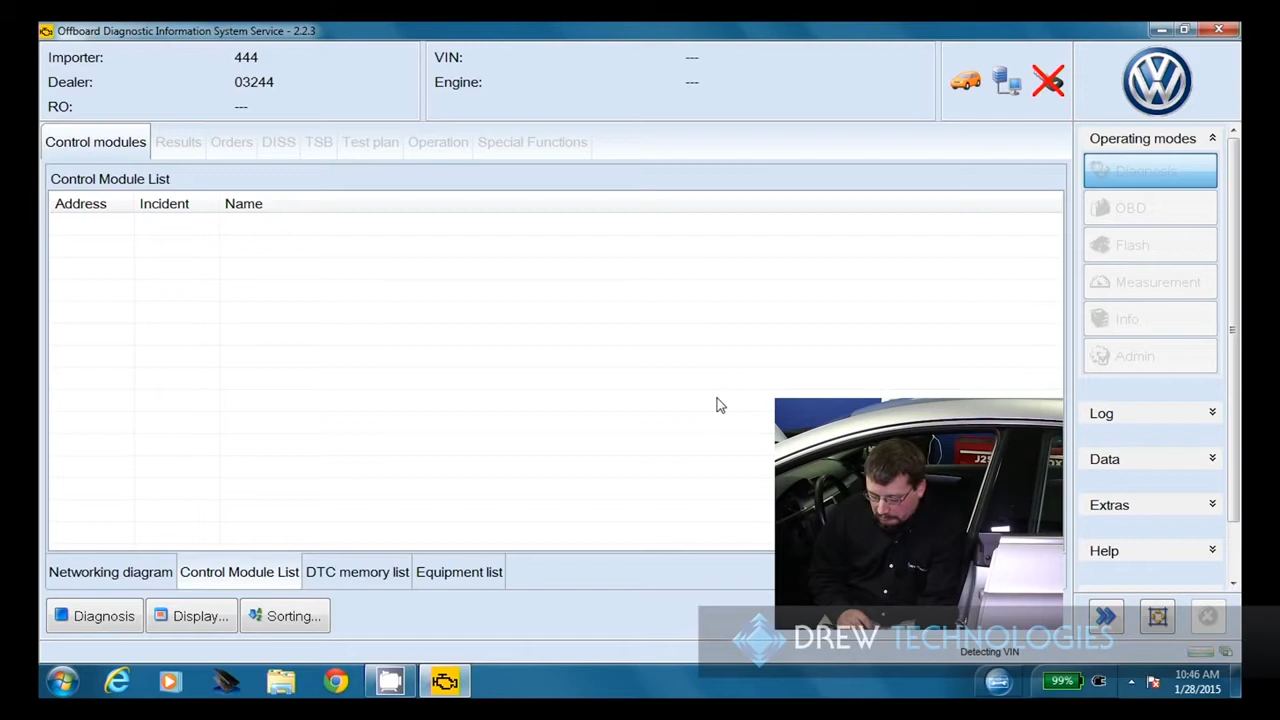 Offboard Diagnostic Information System Service - 2.2.3
Importer: 444
Dealer: 03244
RO: ---
VIN: ---
Engine: ---
Control modules Results Orders DISS TSB Test plan Operation Special Functions
Control Module List
Address Incident Name
Operating modes
Diagnosis
OBD
Flash
Measurement
Info
Admin
Log
Data
Extras
Help
J25
Networking diagram Control Module List DTC memory list Equipment list
Diagnosis Display... Sorting...
DREW TECHNOLOGIES
Detecting VIN
99%
10:46 AM
1/28/2015